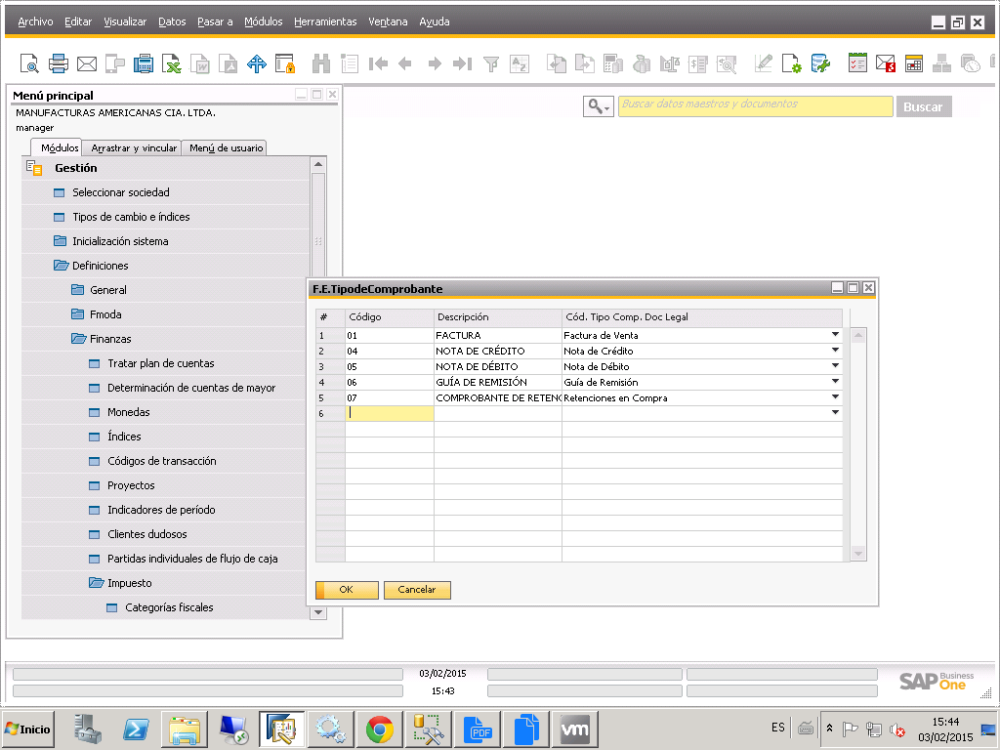 Archivo Editar Visualizar Datos Pasar a Módulos Herramientas Ventana Ayuda
Menú principal
MANUFACTURAS AMERICANAS CIA. LTDA.
manager
Buscar datos maestros y documentos
Buscar
Módulos Arrastrar y vincular Menú de usuario
Gestión
Seleccionar sociedad
Tipos de cambio e índices
Inicialización sistema
Definiciones
General
Fmoda
Finanzas
Tratar plan de cuentas
Determinación de cuentas de mayor
Monedas
Índices
Códigos de transacción
Proyectos
Indicadores de período
Clientes dudosos
Partidas individuales de flujo de caja
Impuesto
Categorías fiscales
F.E.TipodeComprobante
# Código Descripción Cód. Tipo Comp. Doc Legal
1 01 FACTURA Factura de Venta
2 04 NOTA DE CRÉDITO Nota de Crédito
3 05 NOTA DE DÉBITO Nota de Débito
4 06 GUÍA DE REMISIÓN Guía de Remisión
5 07 COMPROBANTE DE RETENC Retenciones en Compra
6
OK Cancelar
03/02/2015
15:43
SAP Business One
Inicio
PDF
vm
ES
15:44
03/02/2015